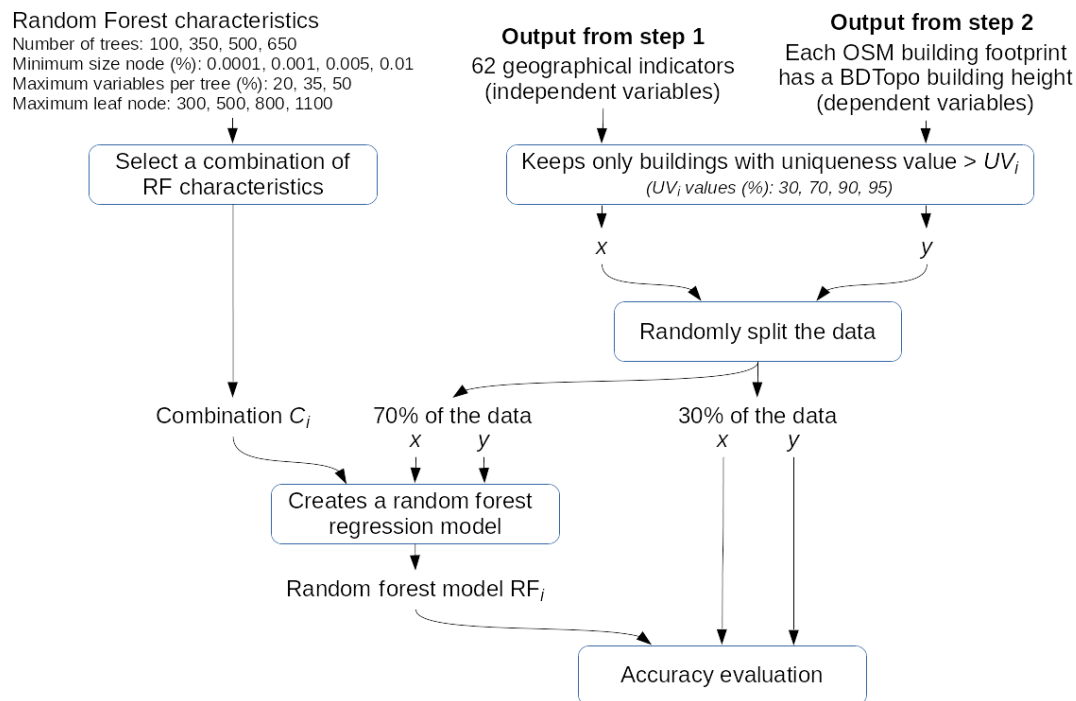 Random Forest characteristics
Number of trees: 100, 350, 500, 650
Minimum size node (%): 0.0001, 0.001, 0.005, 0.01
Maximum variables per tree (%): 20, 35, 50
Maximum leaf node: 300, 500, 800, 1100
Output from step 1
62 geographical indicators
(independent variables)
Output from step 2
Each OSM building footprint
has a BDTopo building height
(dependent variables)
Select a combination of
RF characteristics
Keeps only buildings with uniqueness value > UVi
(UVi values (%): 30, 70, 90, 95)
x
y
Randomly split the data
Combination Ci
70% of the data
x y
30% of the data
x y
Creates a random forest
regression model
Random forest model RFi
Accuracy evaluation